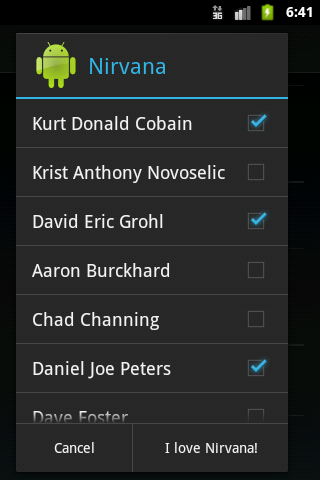 3G 6:41
Nirvana
Kurt Donald Cobain
Krist Anthony Novoselic
David Eric Grohl
Aaron Burckhard
Chad Channing
Daniel Joe Peters
Dave Foster
Cancel I love Nirvana!